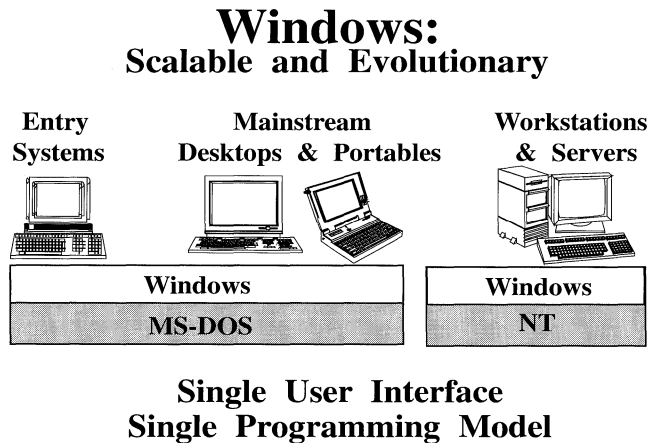 Windows:
Scalable and Evolutionary
Entry
Systems
Mainstream
Desktops & Portables
Workstations
& Servers
Windows
MS-DOS
Windows
NT
Single User Interface
Single Programming Model